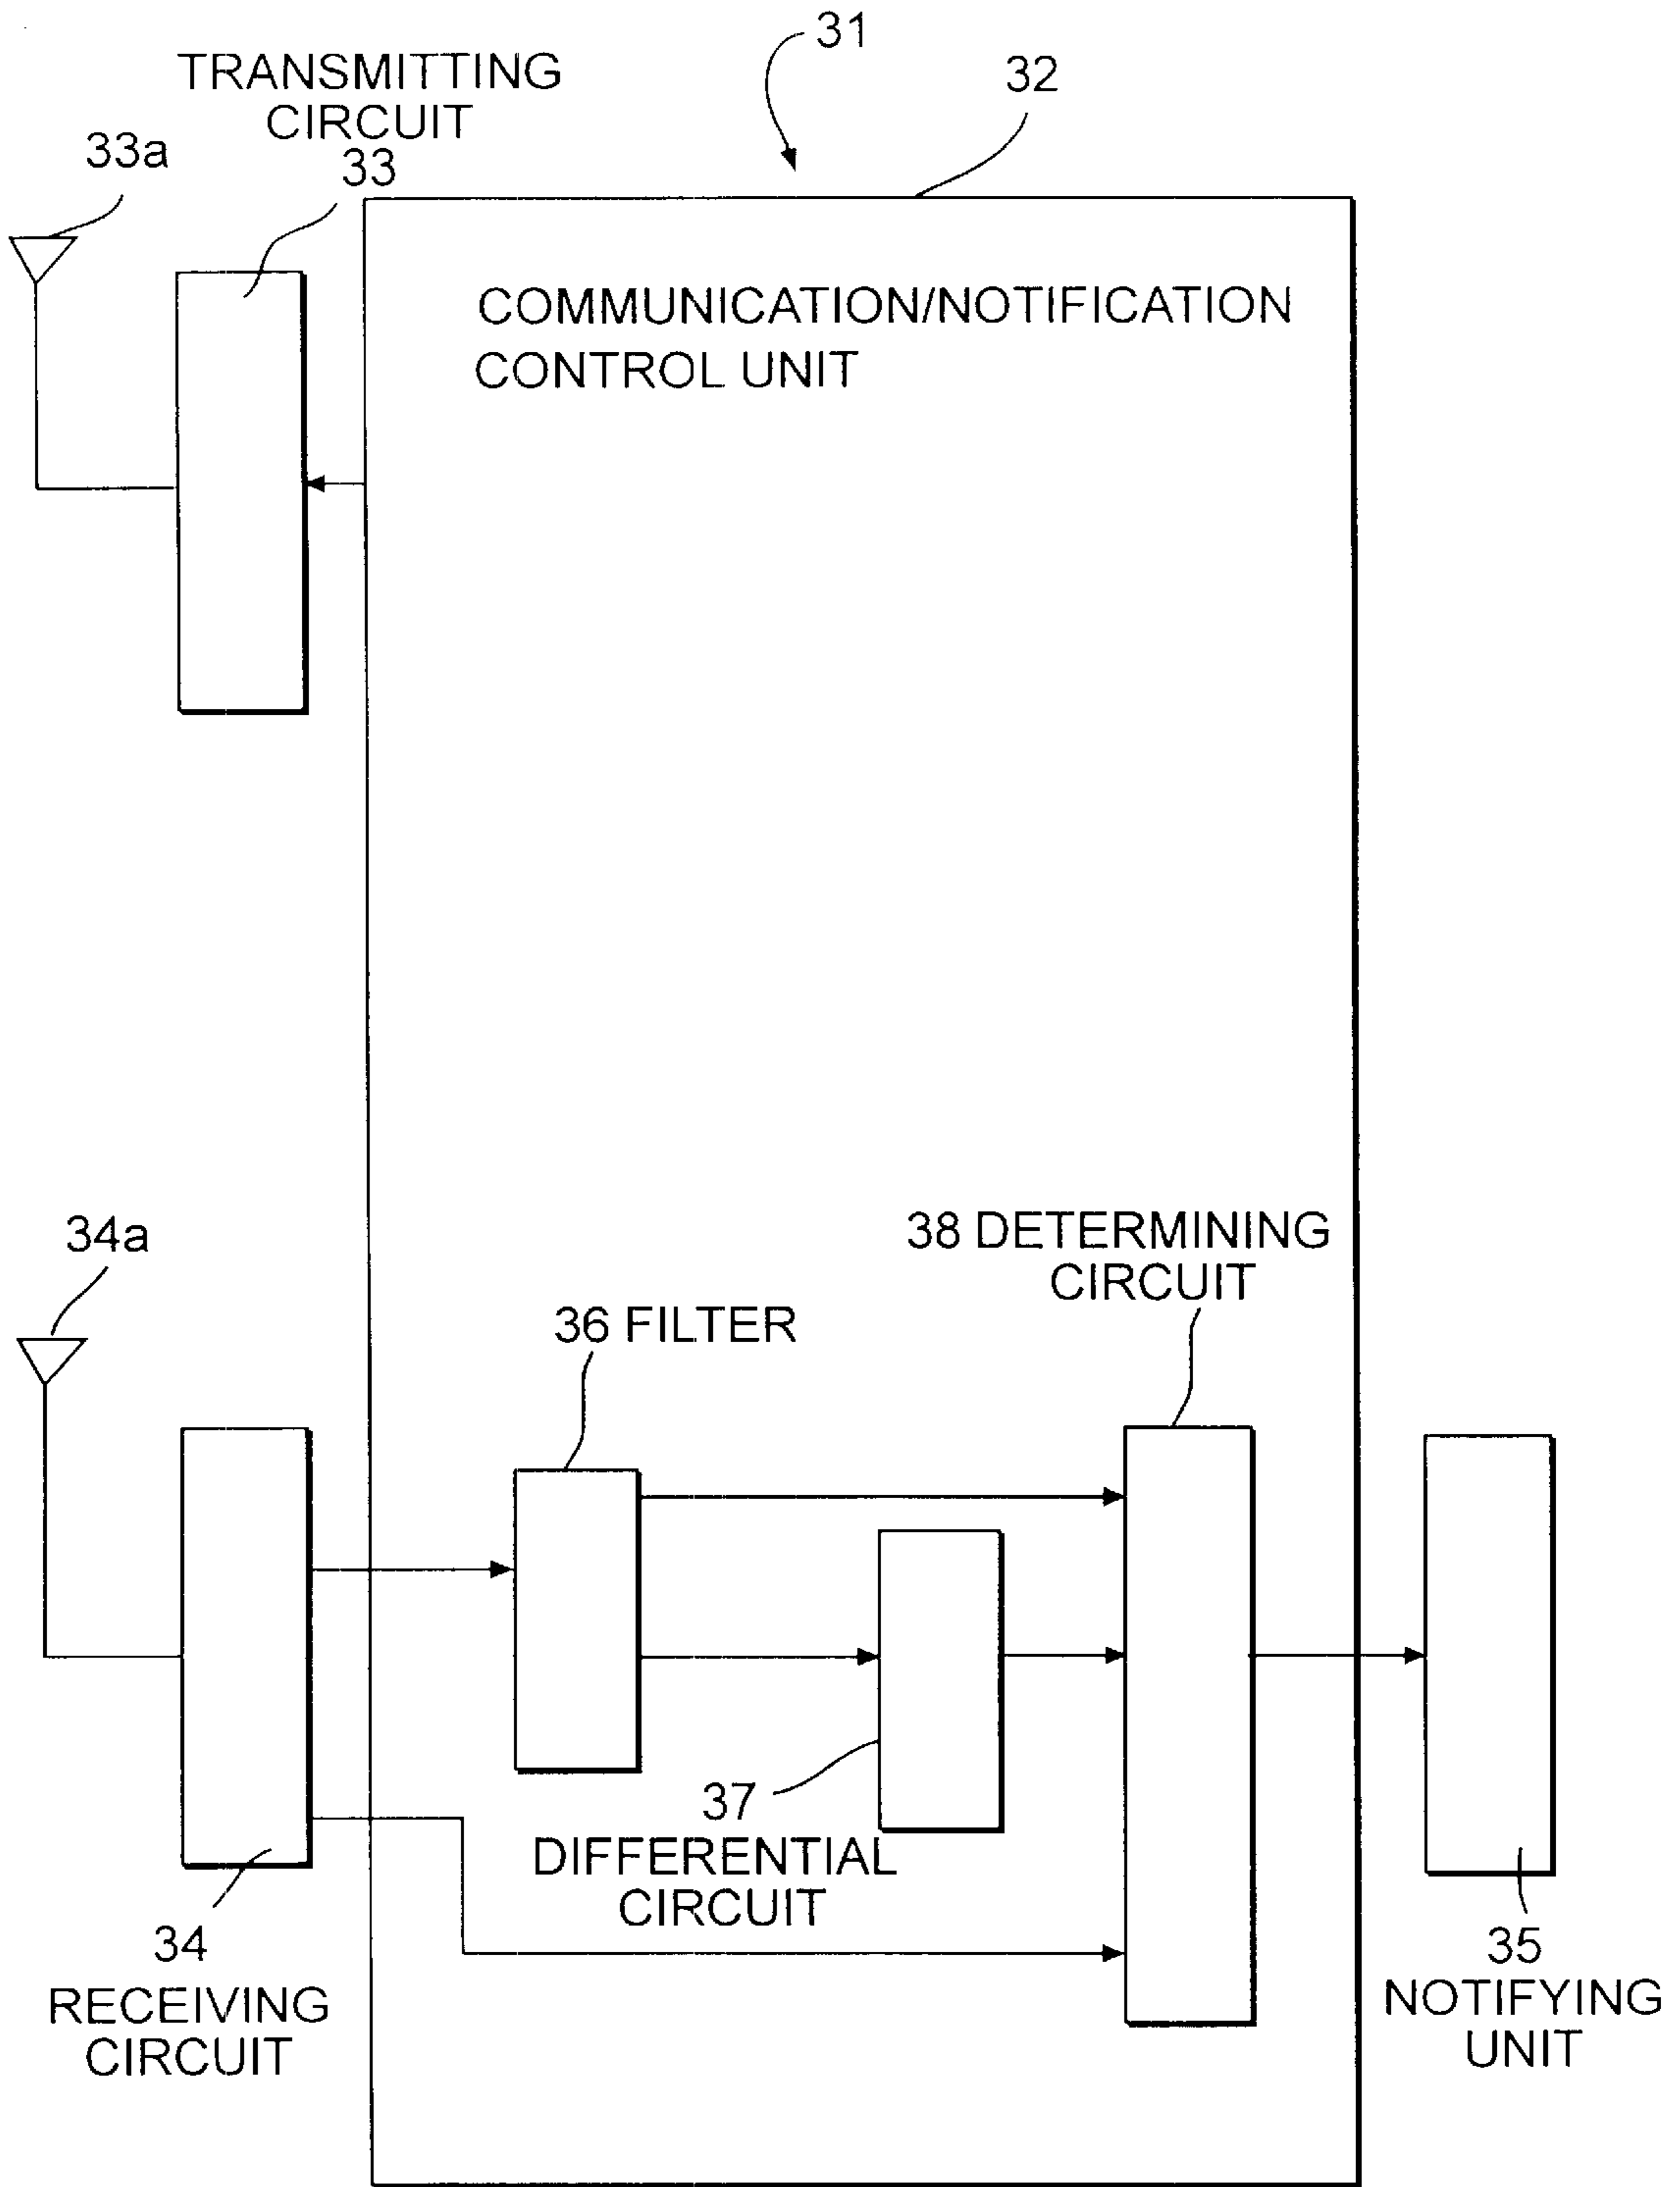 31
32
TRANSMITTING
CIRCUIT
33
33a
COMMUNICATION/NOTIFICATION
CONTROL UNIT
34a
38 DETERMINING
CIRCUIT
36 FILTER
37
DIFFERENTIAL
CIRCUIT
34
RECEIVING
CIRCUIT
35
NOTIFYING
UNIT